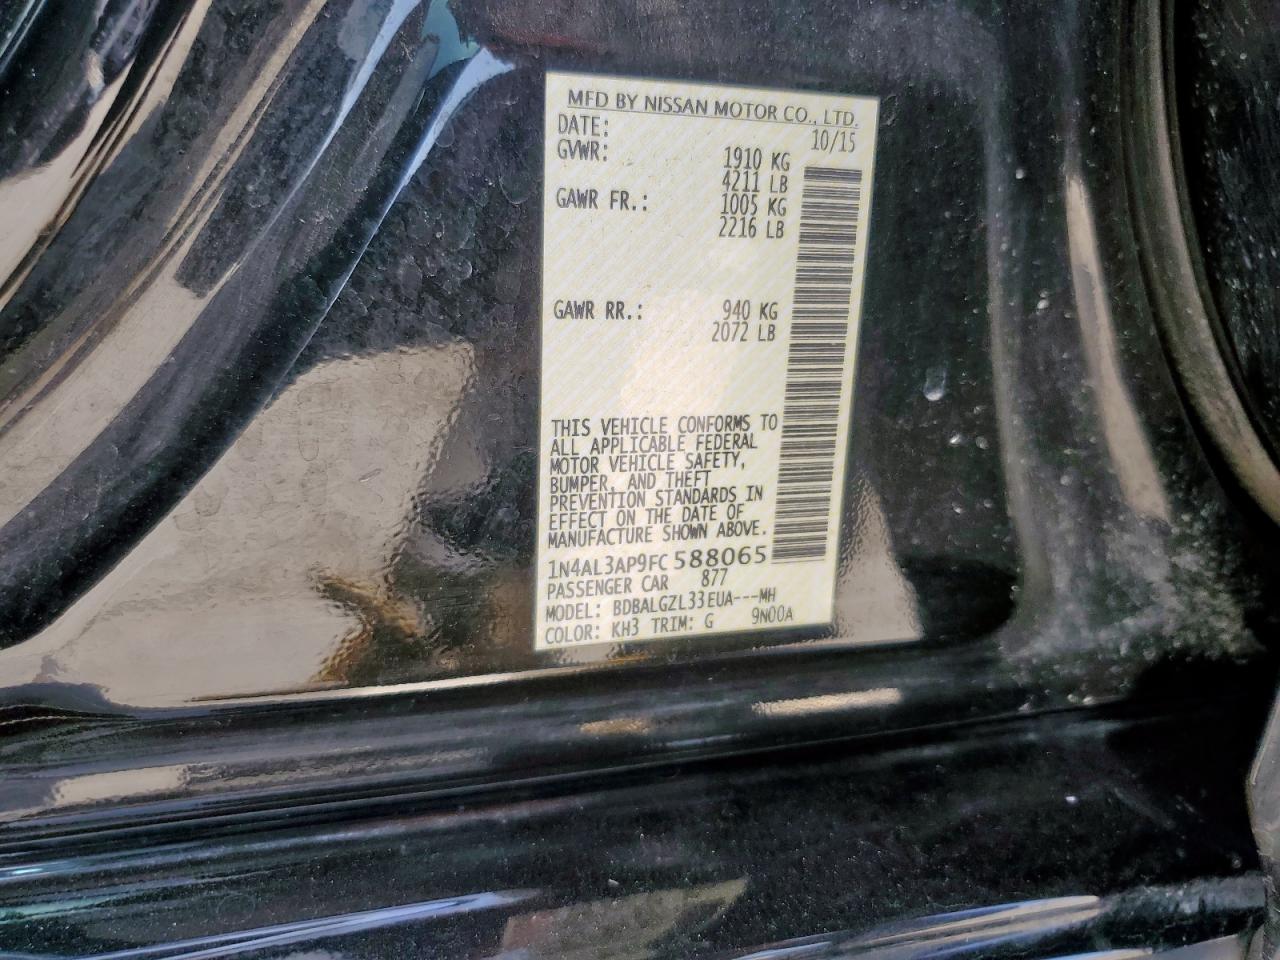 MFD BY NISSAN MOTOR CO., LTD.
DATE: 10/15
GVWR: 1910 KG
4211 LB
GAWR FR.: 1005 KG
2216 LB
GAWR RR.: 940 KG
2072 LB
THIS VEHICLE CONFORMS TO
ALL APPLICABLE FEDERAL
MOTOR VEHICLE SAFETY,
BUMPER, AND THEFT
PREVENTION STANDARDS IN
EFFECT ON THE DATE OF
MANUFACTURE SHOWN ABOVE.
1N4AL3AP9FC588065
PASSENGER CAR 877
MODEL: BDBALGZL33EUA---MH
COLOR: KH3 TRIM: G 9N00A